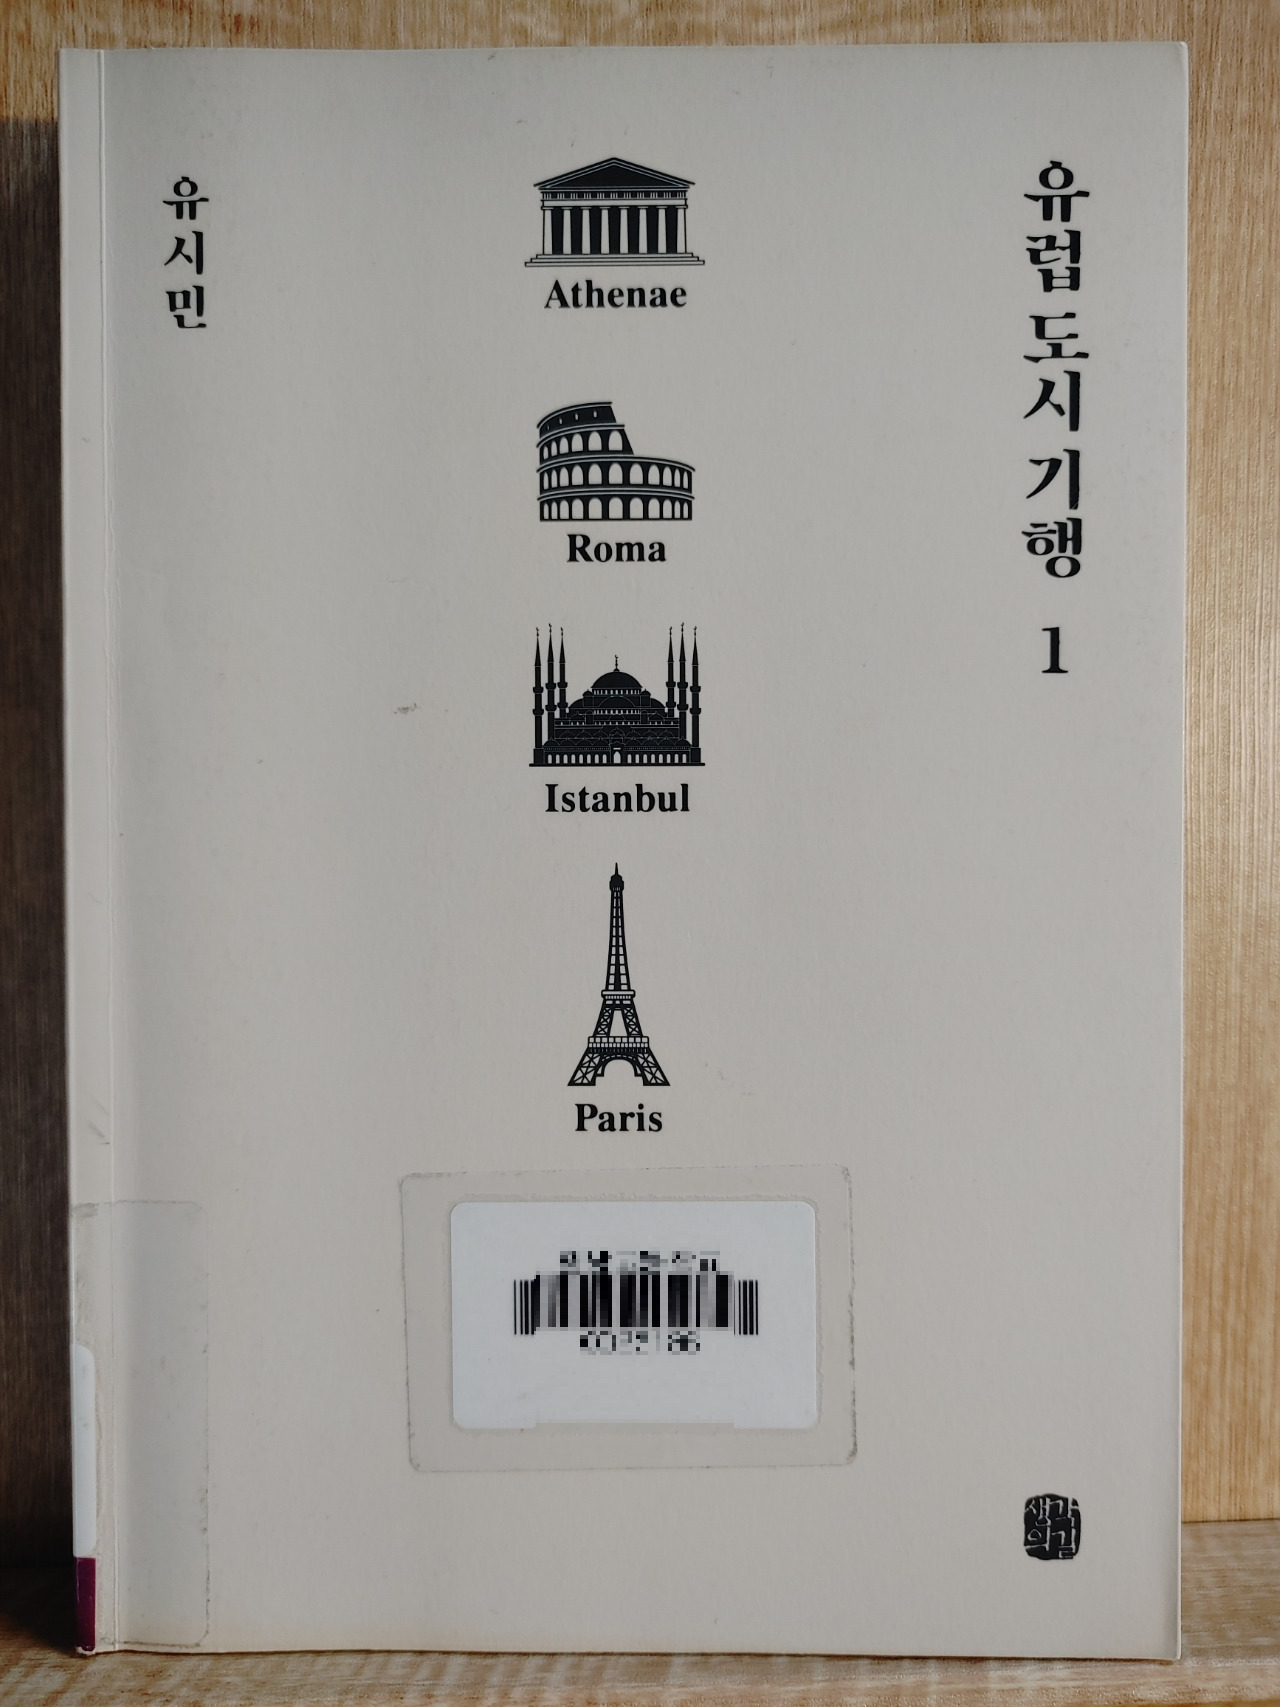 유시민
Athenae
Roma
Istanbul
Paris
유럽 도시 기행 1
생각
의길